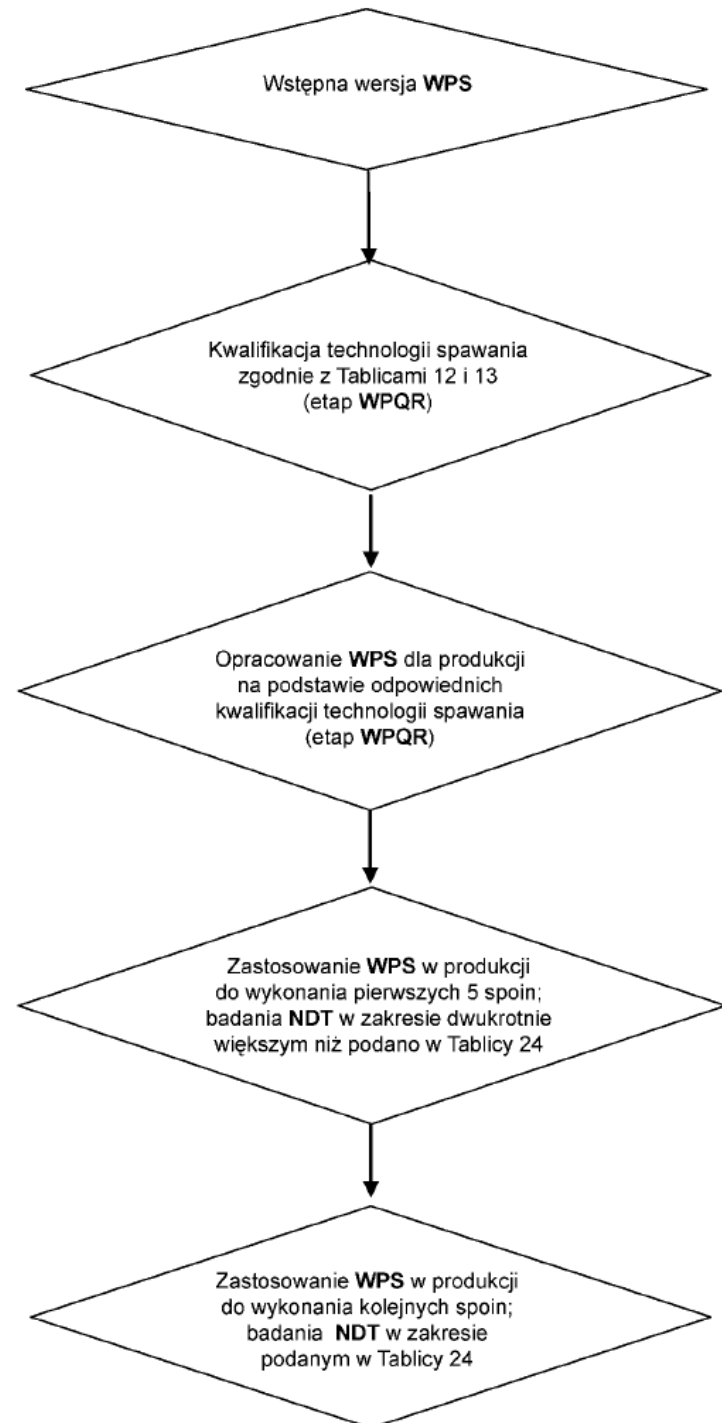 Wstępna wersja WPS
Kwalifikacja technologii spawania
zgodnie z Tablicami 12 i 13
(etap WPQR)
Opracowanie WPS dla produkcji
na podstawie odpowiednich
kwalifikacji technologii spawania
(etap WPQR)
Zastosowanie WPS w produkcji
do wykonania pierwszych 5 spoin;
badania NDT w zakresie dwukrotnie
większym niż podano w Tablicy 24
Zastosowanie WPS w produkcji
do wykonania kolejnych spoin;
badania NDT w zakresie
podanym w Tablicy 24